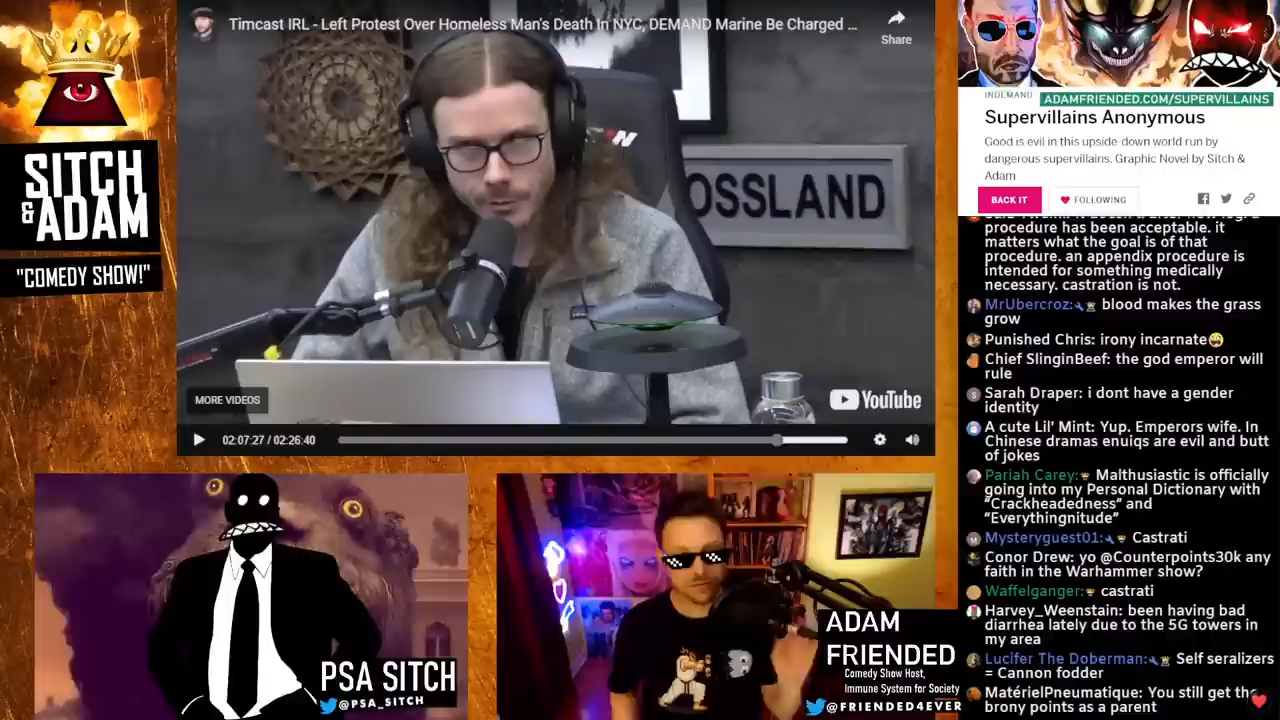 Timcast IRL - Left Protest Over Homeless Man's Death In NYC, DEMAND Marine Be Charged ...
Share
OSSLAND
MORE VIDEOS
YouTube
02:07:27 / 02:26:40
SITCH
& ADAM
"COMEDY SHOW!"
PSA SITCH
@PSA_SITCH
ADAM
FRIENDED
Comedy Show Host,
Immune System for Society
@FRIENDED4EVER
INDEMAND
ADAMFRIENDED.COM/SUPERVILLAINS
Supervillains Anonymous
Good is evil in this upside-down world run by
dangerous supervillains. Graphic Novel by Sitch &
Adam
BACK IT
FOLLOWING
procedure has been acceptable. it
matters what the goal is of that
procedure. an appendix procedure is
intended for something medically
necessary. castration is not.
MrUbercroz: blood makes the grass
grow
Punished Chris: irony incarnate
Chief SlinginBeef: the god emperor will
rule
Sarah Draper: i dont have a gender
identity
A cute Lil' Mint: Yup. Emperors wife. In
Chinese dramas enuiqs are evil and butt
of jokes
Pariah Carey: Malthusiastic is officially
going into my Personal Dictionary with
“Crackheadedness” and
“Everythingnitude”
Mysteryguest01: Castrati
Conor Drew: yo @Counterpoints30k any
faith in the Warhammer show?
Waffelganger: castrati
Harvey_Weenstain: been having bad
diarrhea lately due to the 5G towers in
my area
Lucifer The Doberman: Self seralizers
= Cannon fodder
MatérielPneumatique: You still get the
brony points as a parent